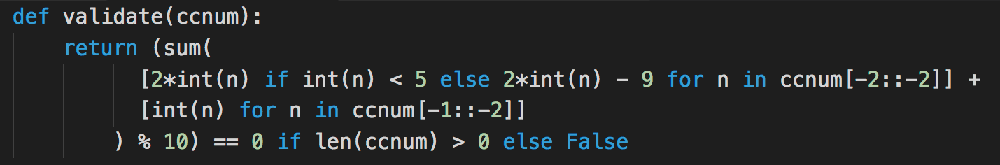 def validate(ccnum):
    return (sum(
          [2*int(n) if int(n) < 5 else 2*int(n) - 9 for n in ccnum[-2::-2]] +
          [int(n) for n in ccnum[-1::-2]]
        ) % 10) == 0 if len(ccnum) > 0 else False